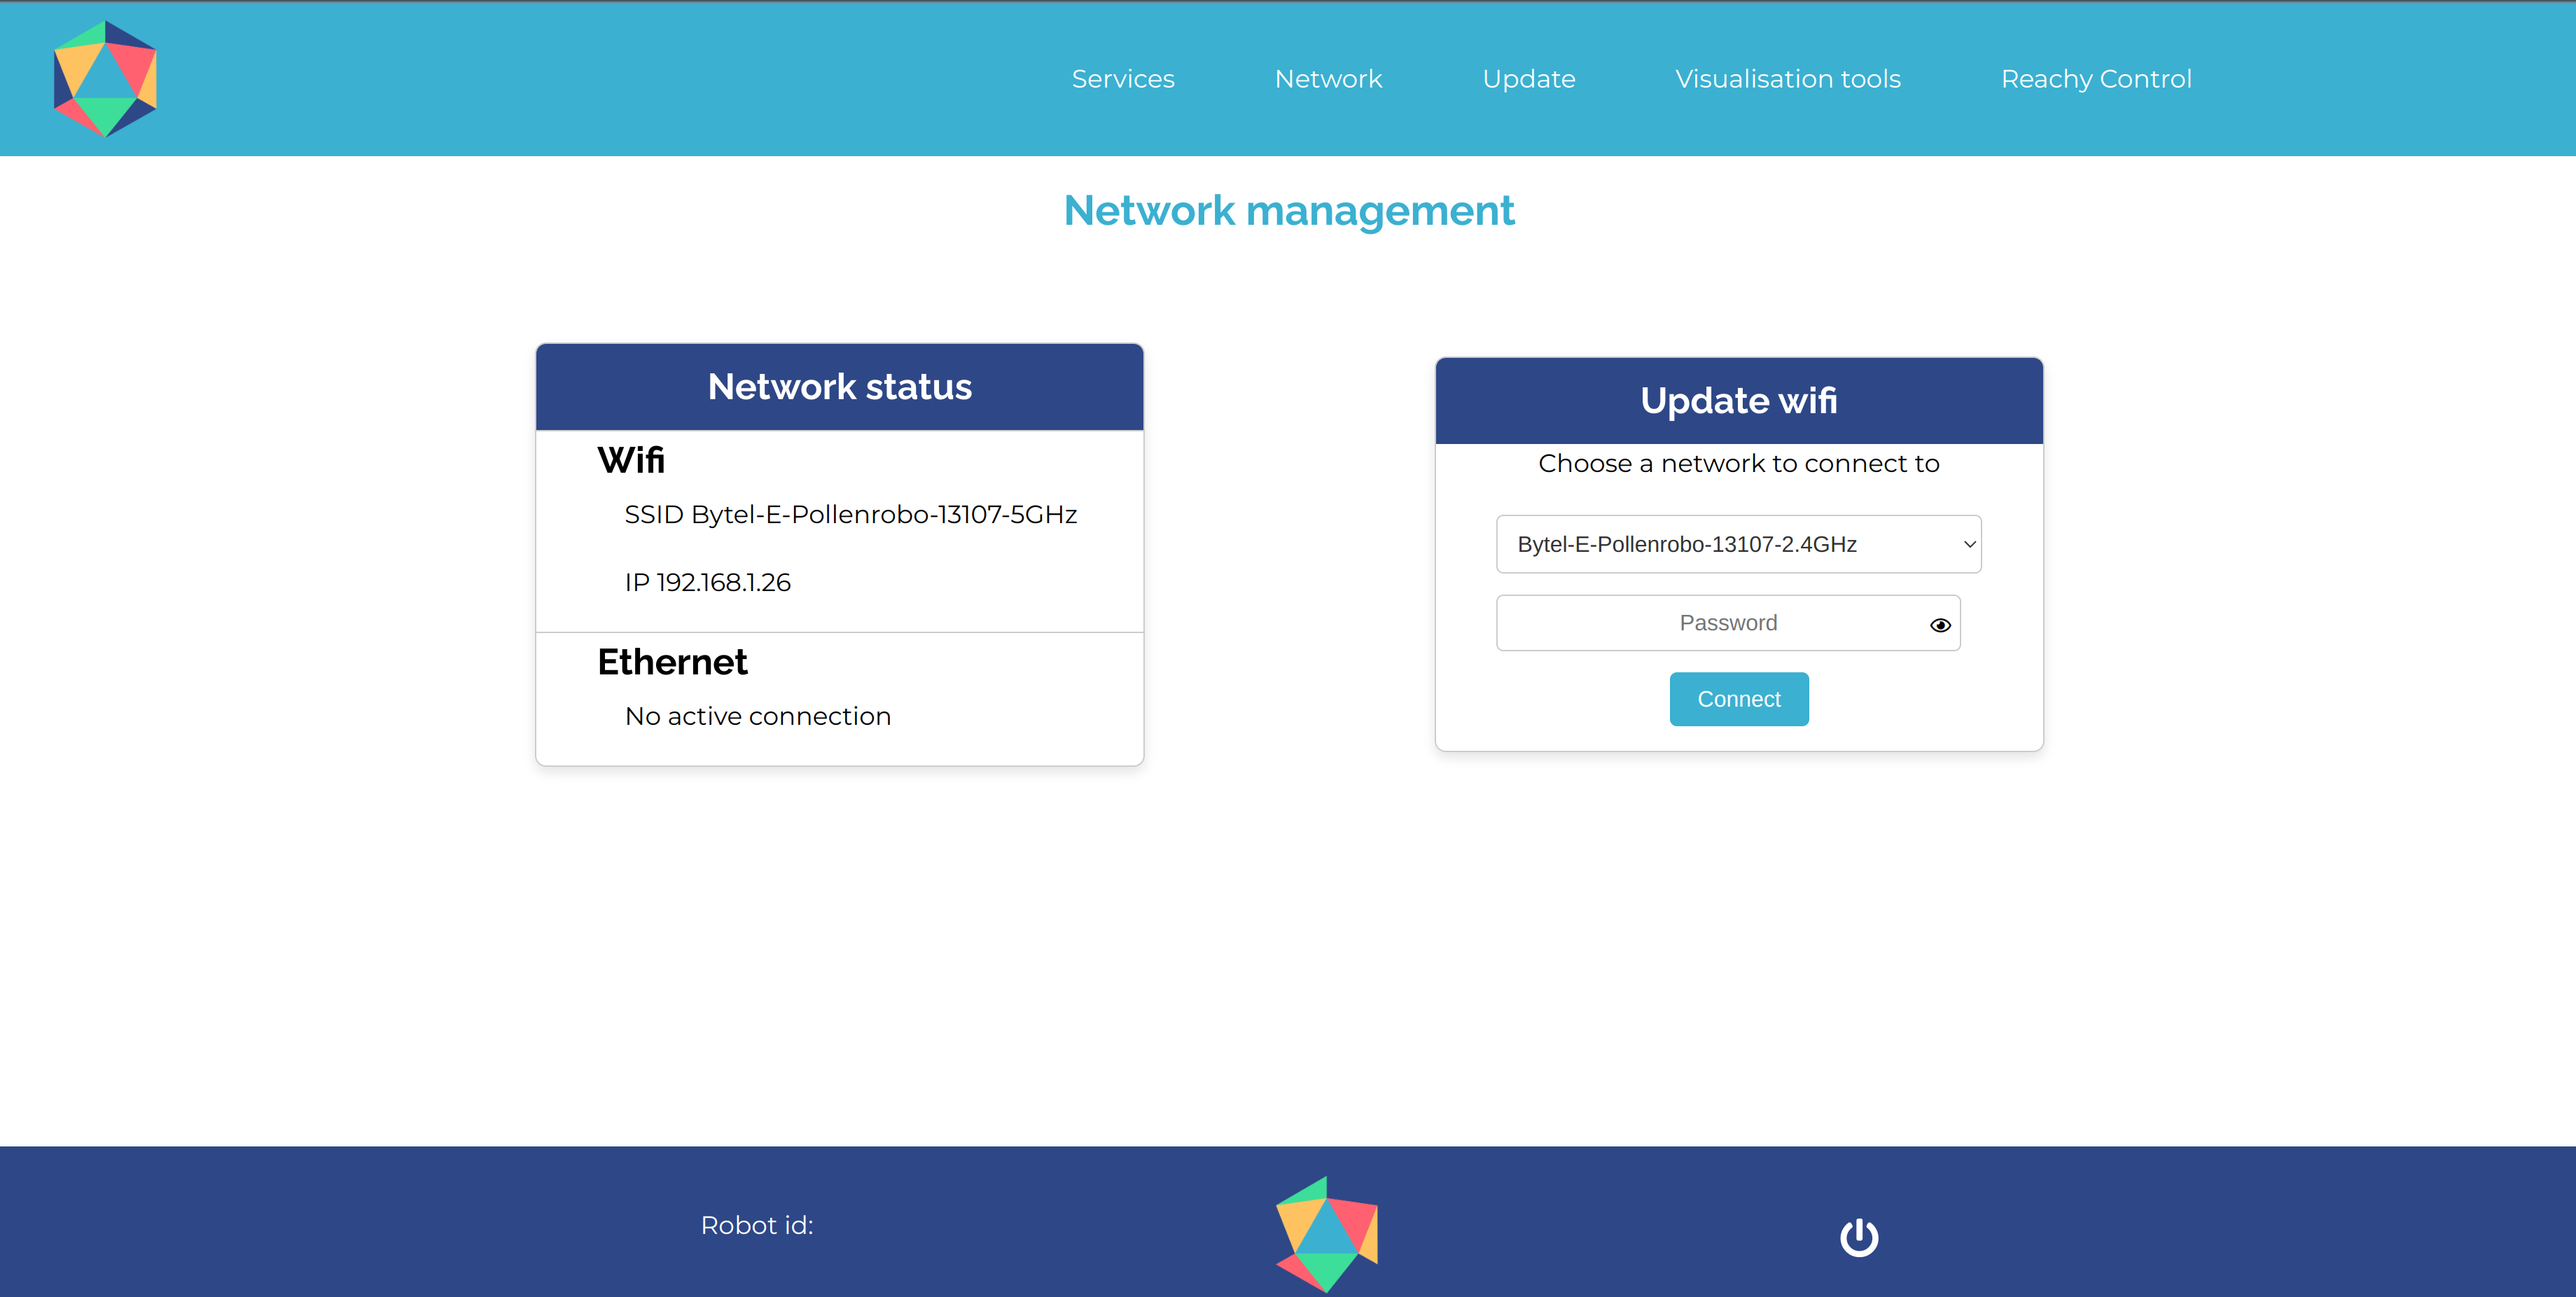 Services Network Update Visualisation tools Reachy Control
Network management
Network status
Wifi
SSID Bytel-E-Pollenrobo-13107-5GHz
IP 192.168.1.26
Ethernet
No active connection
Update wifi
Choose a network to connect to
Bytel-E-Pollenrobo-13107-2.4GHz
Password
Connect
Robot id: